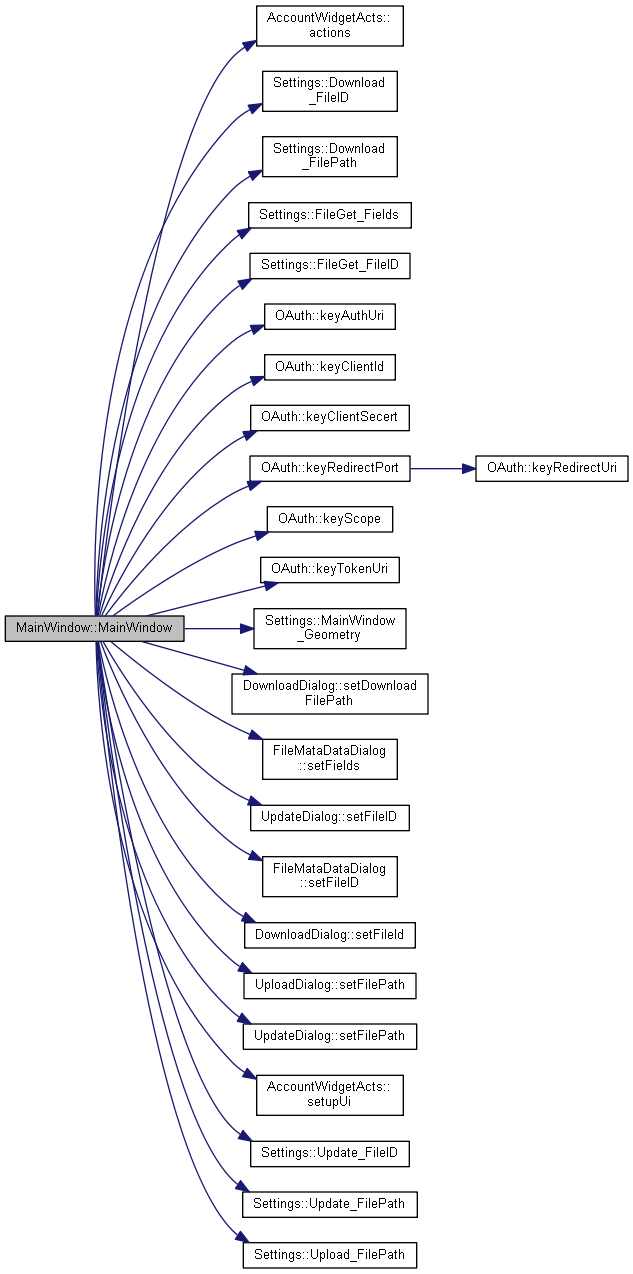 AccountWidgetActs::
actions
Settings::Download
_FileID
Settings::Download
_FilePath
Settings::FileGet_Fields
Settings::FileGet_FileID
OAuth::keyAuthUri
OAuth::keyClientId
OAuth::keyClientSecert
OAuth::keyRedirectPort
OAuth::keyRedirectUri
OAuth::keyScope
OAuth::keyTokenUri
MainWindow::MainWindow
Settings::MainWindow
_Geometry
DownloadDialog::setDownload
FilePath
FileMataDataDialog
::setFields
UpdateDialog::setFileID
FileMataDataDialog
::setFileID
DownloadDialog::setFileId
UploadDialog::setFilePath
UpdateDialog::setFilePath
AccountWidgetActs::
setupUi
Settings::Update_FileID
Settings::Update_FilePath
Settings::Upload_FilePath